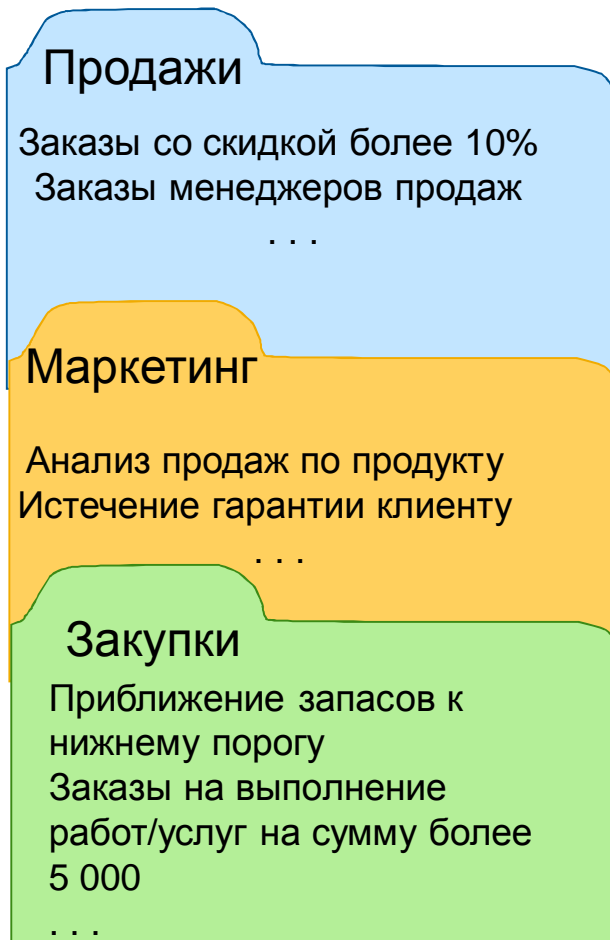 Продажи
Заказы со скидкой более 10%
Заказы менеджеров продаж
. . .
Маркетинг
Анализ продаж по продукту
Истечение гарантии клиенту
. . .
Закупки
Приближение запасов к
нижнему порогу
Заказы на выполнение
работ/услуг на сумму более
5 000
. . .